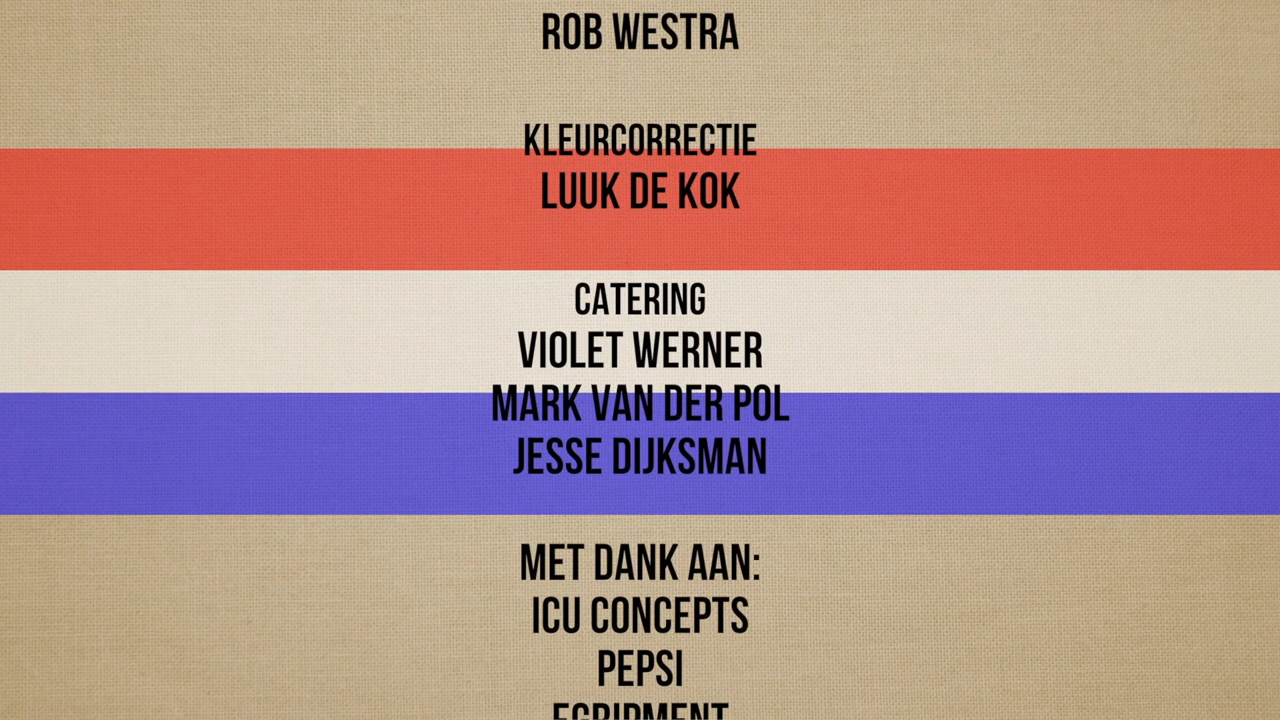 ROB WESTRA
KLEURCORRECTIE
LUUK DE KOK
CATERING
VIOLET WERNER
MARK VAN DER POL
JESSE DIJKSMAN
MET DANK AAN:
ICU CONCEPTS
PEPSI